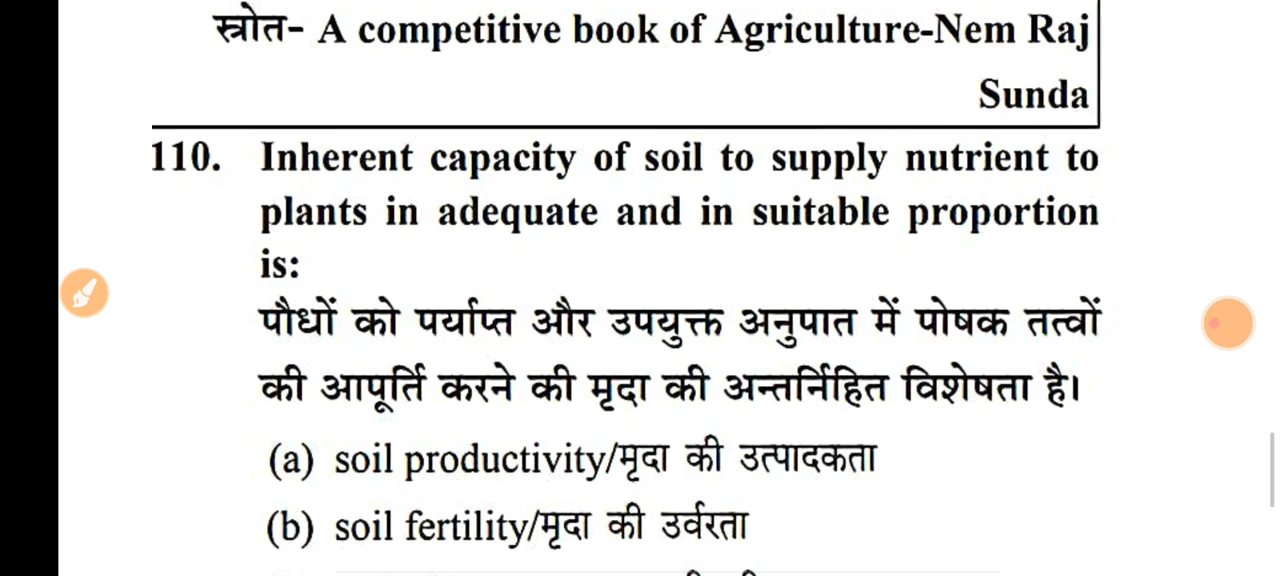 स्त्रोत- A competitive book of Agriculture-Nem Raj
Sunda
110. Inherent capacity of soil to supply nutrient to
plants in adequate and in suitable proportion
is:
पौधों को पर्याप्त और उपयुक्त अनुपात में पोषक तत्वों
की आपूर्ति करने की मृदा की अन्तर्निहित विशेषता है।
(a) soil productivity/मृदा की उत्पादकता
(b) soil fertility/मृदा की उर्वरता